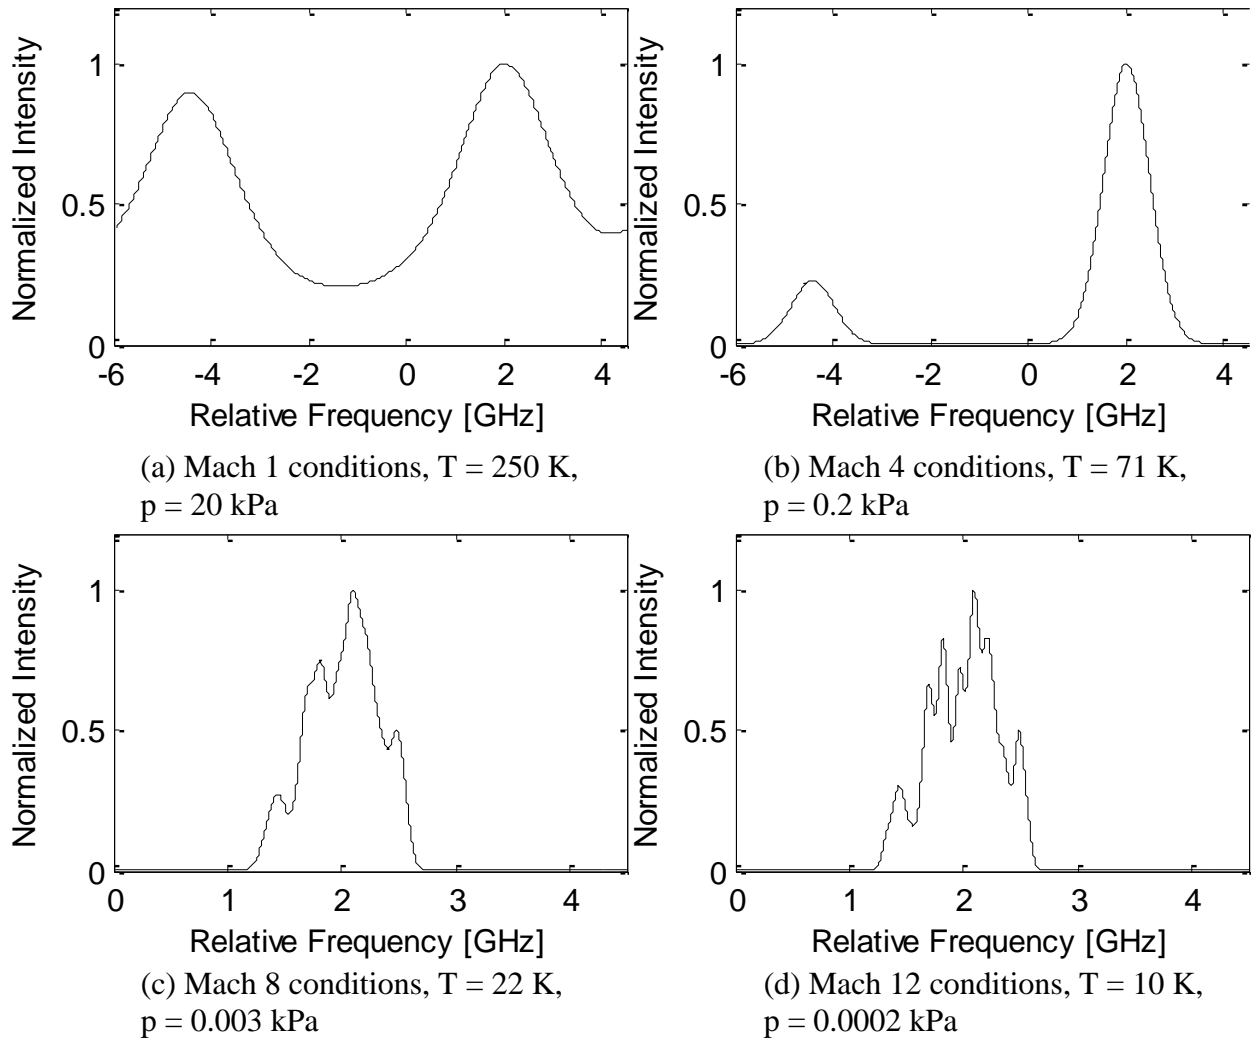 Normalized Intensity
1
0.5
0
-6 -4 -2 0 2 4
Relative Frequency [GHz]
(a) Mach 1 conditions, T = 250 K,
p = 20 kPa
Normalized Intensity
1
0.5
0
-6 -4 -2 0 2 4
Relative Frequency [GHz]
(b) Mach 4 conditions, T = 71 K,
p = 0.2 kPa
Normalized Intensity
1
0.5
0
0 1 2 3 4
Relative Frequency [GHz]
(c) Mach 8 conditions, T = 22 K,
p = 0.003 kPa
Normalized Intensity
1
0.5
0
0 1 2 3 4
Relative Frequency [GHz]
(d) Mach 12 conditions, T = 10 K,
p = 0.0002 kPa